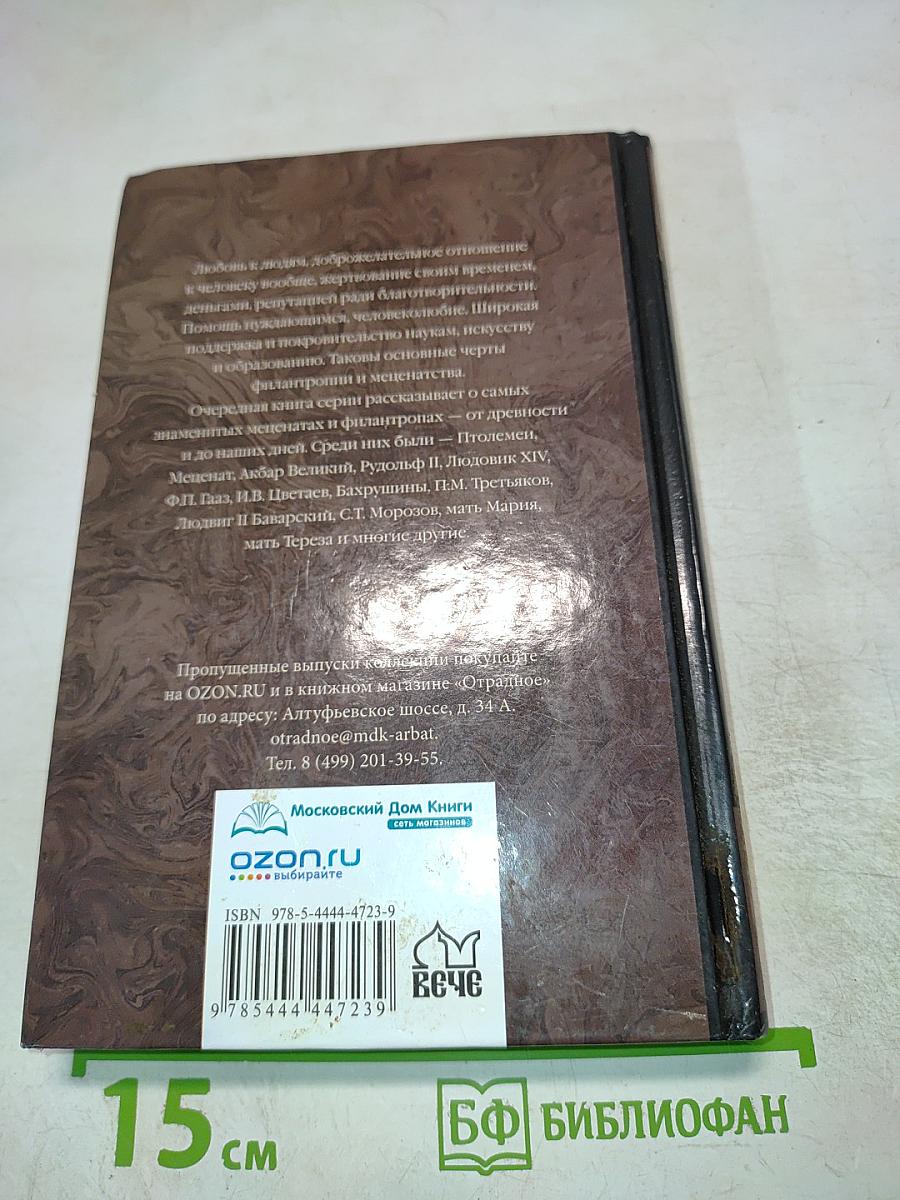 Любовь к людям, доброжелательное отношение
к человеку вообще, жертвование своим временем,
деньгами, репутацией ради благотворительности.
Помощь нуждающимся, человеколюбие. Широкая
поддержка и покровительство наукам, искусству
и образованию. Таковы основные черты
филантропии и меценатства.
Очередная книга серии рассказывает о самых
знаменитых меценатах и филантропах — от древности
и до наших дней. Среди них были — Птолемеи,
Меценат, Акбар Великий, Рудольф II, Людовик XIV,
Ф.П. Гааз, И.В. Цветаев, Бахрушины, П.М. Третьяков,
Людвиг II Баварский, С.Т. Морозов, мать Мария,
мать Тереза и многие другие
Пропущенные выпуски коллекции покупайте
на OZON.RU и в книжном магазине «Отрадное»
по адресу: Алтуфьевское шоссе, д. 34 А.
otradnoe@mdk-arbat.
Тел. 8 (499) 201-39-55.
Московский Дом Книги
сеть магазинов
ozon.ru
выбирайте
ISBN 978-5-4444-4723-9
9 785444 447239
ВЕЧЕ
15 см
БФ БИБЛИОФАН